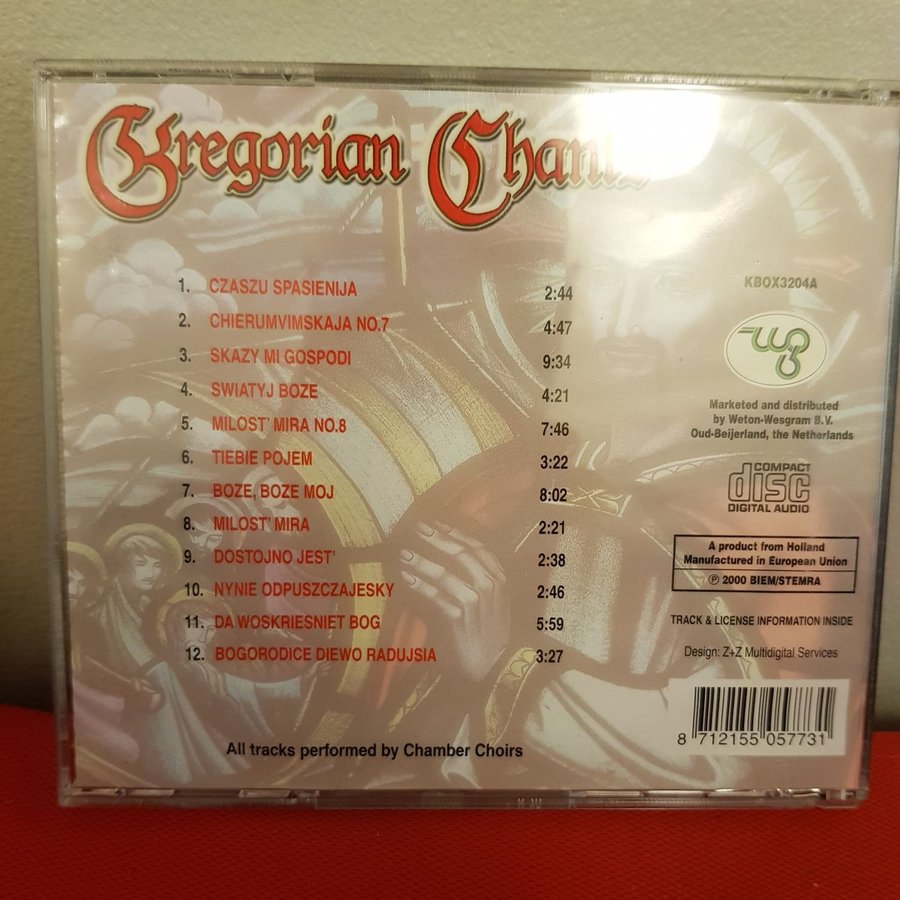 Gregorian Chants
1. CZASZU SPASIENIJA 2:44
2. CHIERUMVIMSKAJA NO.7 4:47
3. SKAZY MI GOSPODI 9:34
4. SWIATYJ BOZE 4:21
5. MILOST' MIRA NO.8 7:46
6. TIEBIE POJEM 3:22
7. BOZE, BOZE MOJ 8:02
8. MILOST' MIRA 2:21
9. DOSTOJNO JEST' 2:38
10. NYNIE ODPUSZCZAJESKY 2:46
11. DA WOSKRIESNIET BOG 5:59
12. BOGORODICE DIEWO RADUJSIA 3:27
All tracks performed by Chamber Choirs
KBOX3204A
Marketed and distributed
by Weton-Wesgram B.V.
Oud-Beijerland, the Netherlands
COMPACT
disc
DIGITAL AUDIO
A product from Holland
Manufactured in European Union
℗ 2000 BIEM/STEMRA
TRACK & LICENSE INFORMATION INSIDE
Design: Z+Z Multidigital Services
8 712155 057731